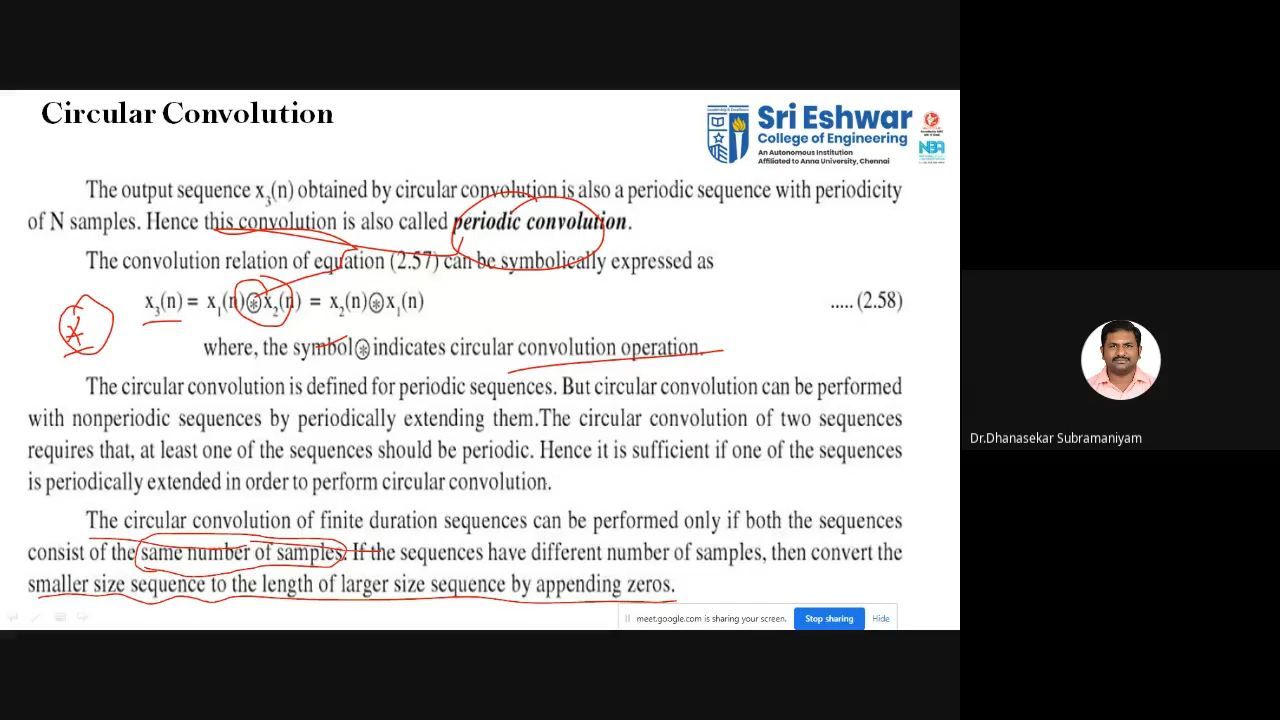 Circular Convolution
Sri Eshwar
College of Engineering
An Autonomous Institution
Affiliated to Anna University, Chennai
NBA
The output sequence x₃(n) obtained by circular convolution is also a periodic sequence with periodicity
of N samples. Hence this convolution is also called periodic convolution.
The convolution relation of equation (2.57) can be symbolically expressed as
x₃(n) = x₁(n)⊛x₂(n) = x₂(n)⊛x₁(n) ..... (2.58)
where, the symbol⊛indicates circular convolution operation.
The circular convolution is defined for periodic sequences. But circular convolution can be performed
with nonperiodic sequences by periodically extending them.The circular convolution of two sequences
requires that, at least one of the sequences should be periodic. Hence it is sufficient if one of the sequences
is periodically extended in order to perform circular convolution.
The circular convolution of finite duration sequences can be performed only if both the sequences
consist of the same number of samples. If the sequences have different number of samples, then convert the
smaller size sequence to the length of larger size sequence by appending zeros.
meet.google.com is sharing your screen. Stop sharing Hide
Dr.Dhanasekar Subramaniyam